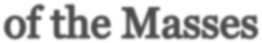 of the Masses